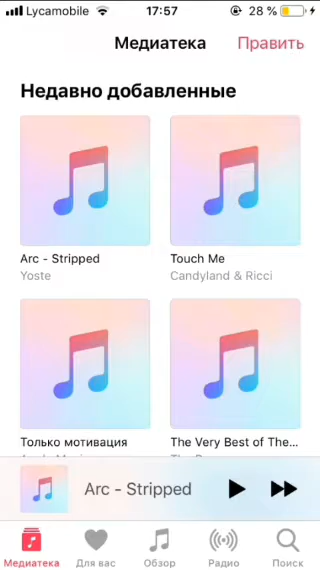 Lycamobile 17:57 28 %
Медиатека Править
Недавно добавленные
Arc - Stripped Touch Me
Yoste Candyland & Ricci
Только мотивация The Very Best of The...
Arc - Stripped
Медиатека Для вас Обзор Радио Поиск